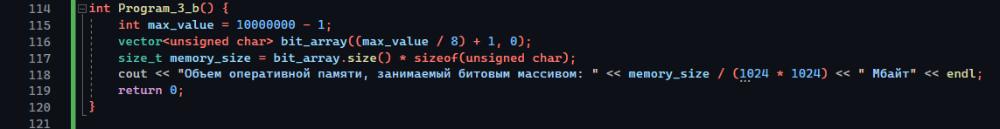 114 int Program_3_b() {
115 int max_value = 10000000 - 1;
116 vector<unsigned char> bit_array((max_value / 8) + 1, 0);
117 size_t memory_size = bit_array.size() * sizeof(unsigned char);
118 cout << "Объем оперативной памяти, занимаемый битовым массивом: " << memory_size / (1024 * 1024) << " Мбайт" << endl;
119 return 0;
120 }
121